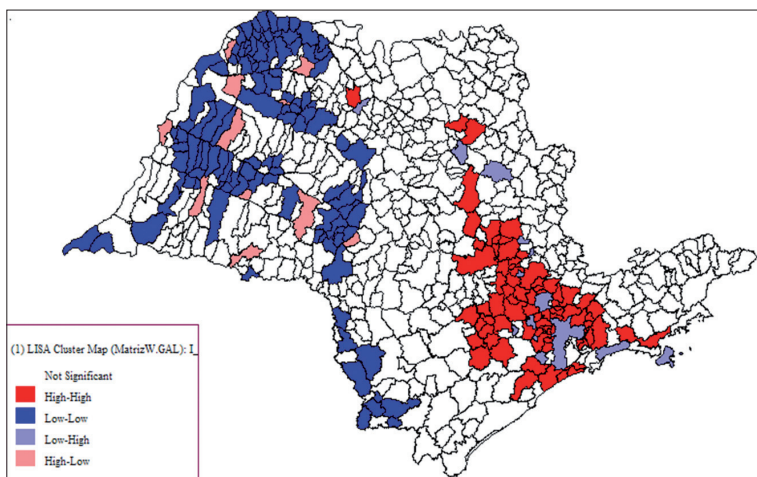 (1) LISA Cluster Map (MatrizW.GAL): I_
Not Significant
High-High
Low-Low
Low-High
High-Low